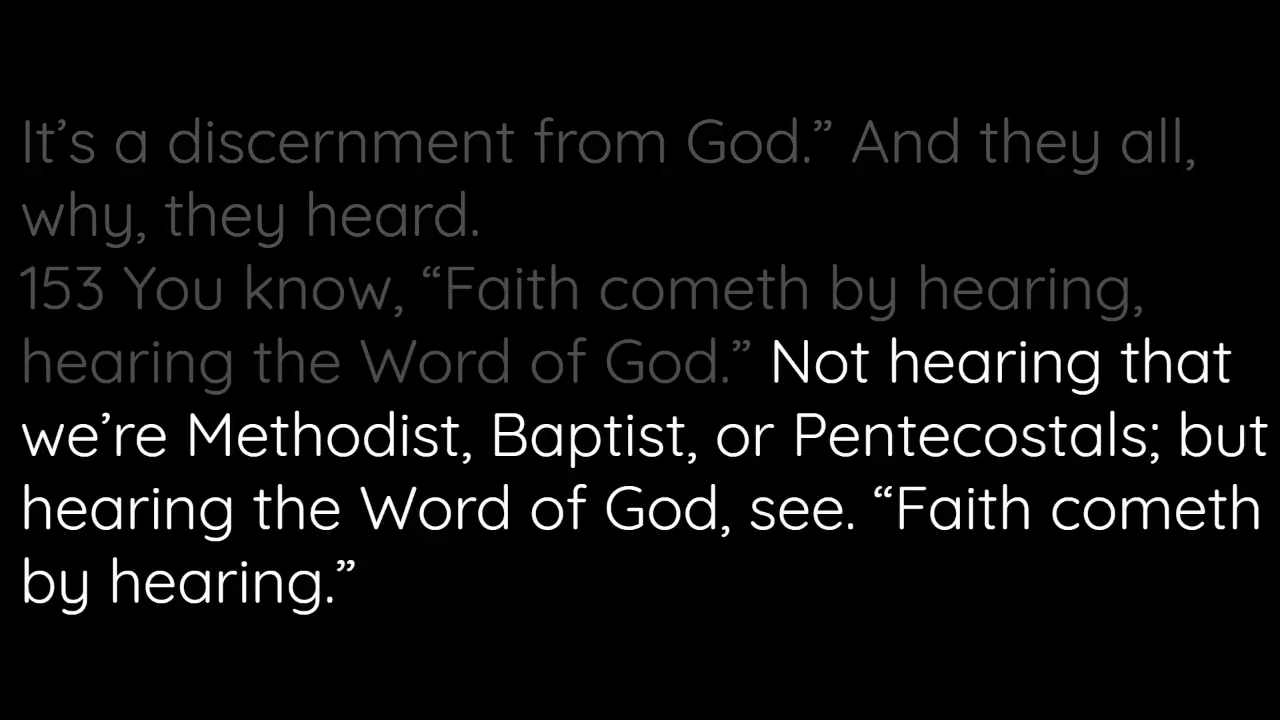 It’s a discernment from God.” And they all,
why, they heard.
153 You know, “Faith cometh by hearing,
hearing the Word of God.” Not hearing that
we’re Methodist, Baptist, or Pentecostals; but
hearing the Word of God, see. “Faith cometh
by hearing.”